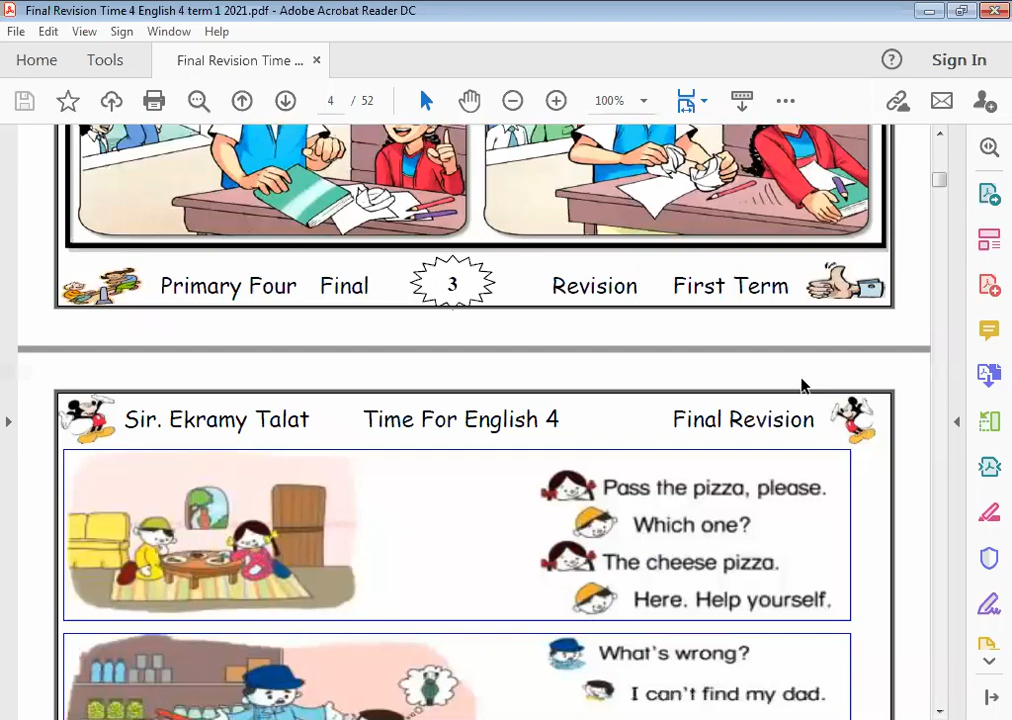 Final Revision Time 4 English 4 term 1 2021.pdf - Adobe Acrobat Reader DC
File Edit View Sign Window Help
Home Tools Final Revision Time ... × Sign In
4 / 52 100%
Primary Four Final 3 Revision First Term
Sir. Ekramy Talat Time For English 4 Final Revision
Pass the pizza, please.
Which one?
The cheese pizza.
Here. Help yourself.
What's wrong?
I can't find my dad.